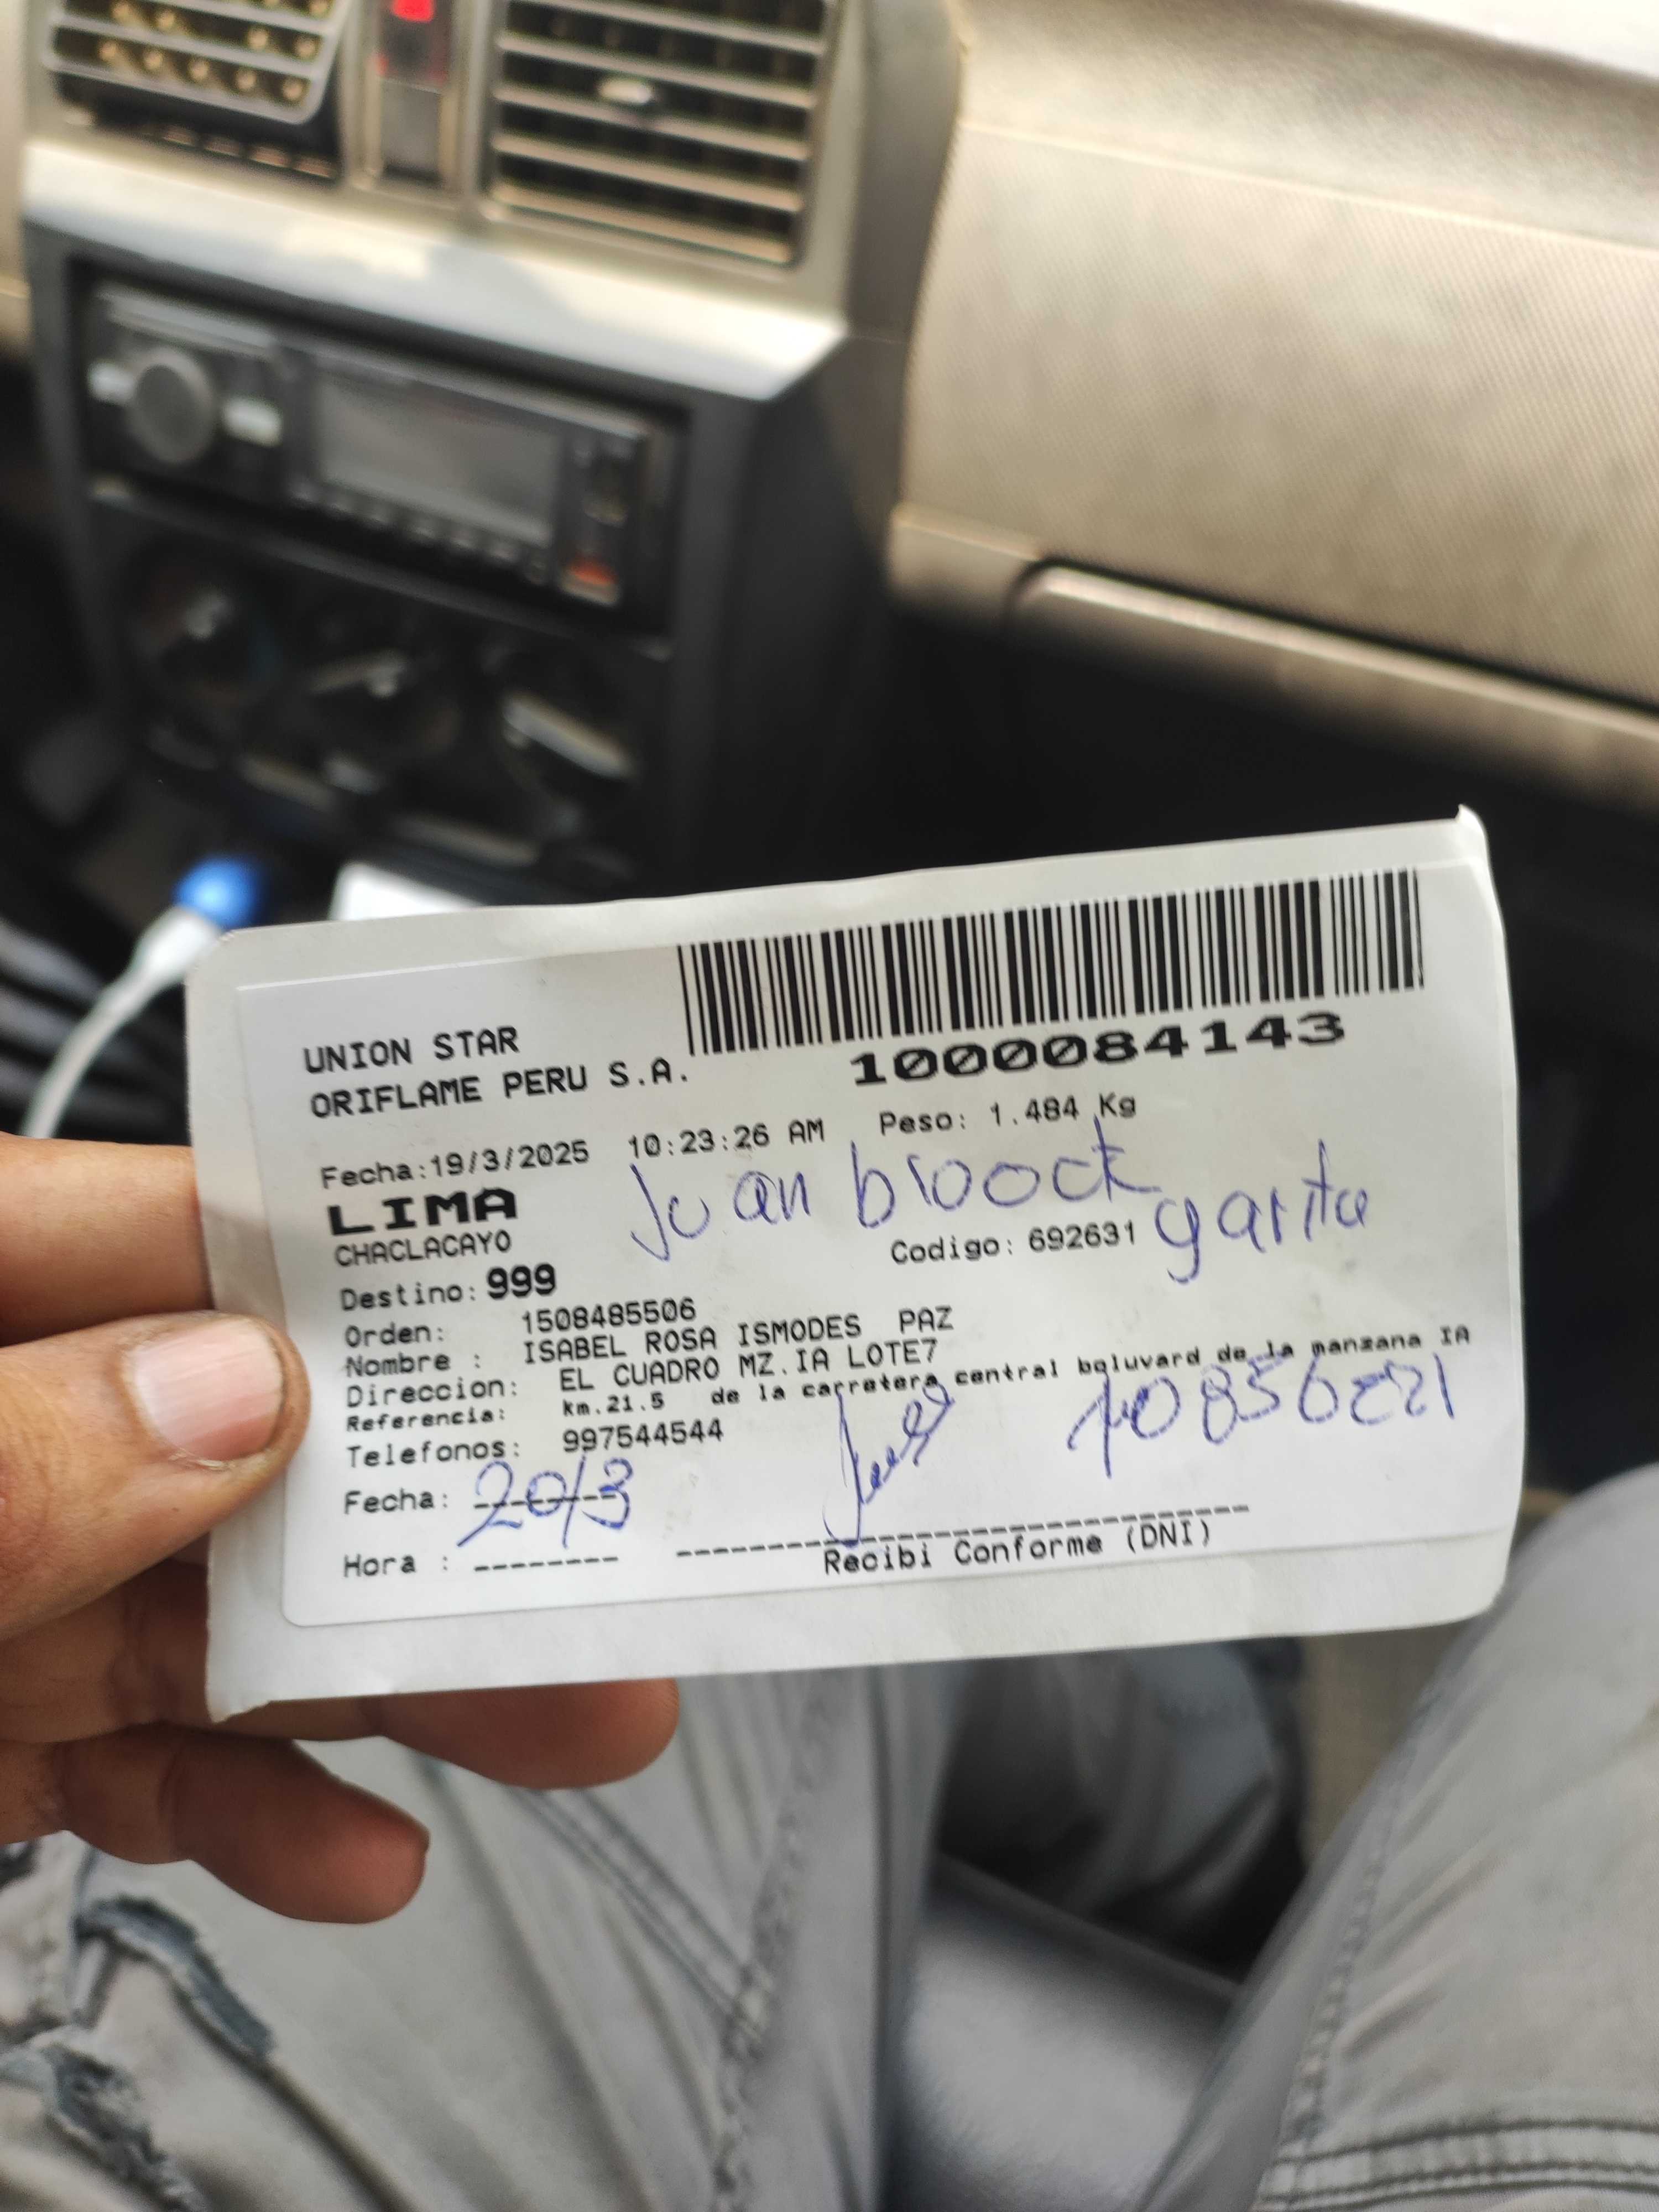 UNION STAR
ORIFLAME PERU S.A.
1000084143
Fecha:19/3/2025 10:23:26 AM Peso: 1.484 Kg
LIMA
Juan broock
garita
CHACLACAYO
Codigo: 692631
Destino: 999
Orden: 1508485506
Nombre : ISABEL ROSA ISMODES PAZ
Direccion: EL CUADRO MZ.IA LOTE7
Referencia: km.21.5 de la carretera central boluvard de la manzana IA
Telefonos: 997544544
Fecha: 20/3
Hora : --------
Recibi Conforme (DNI)